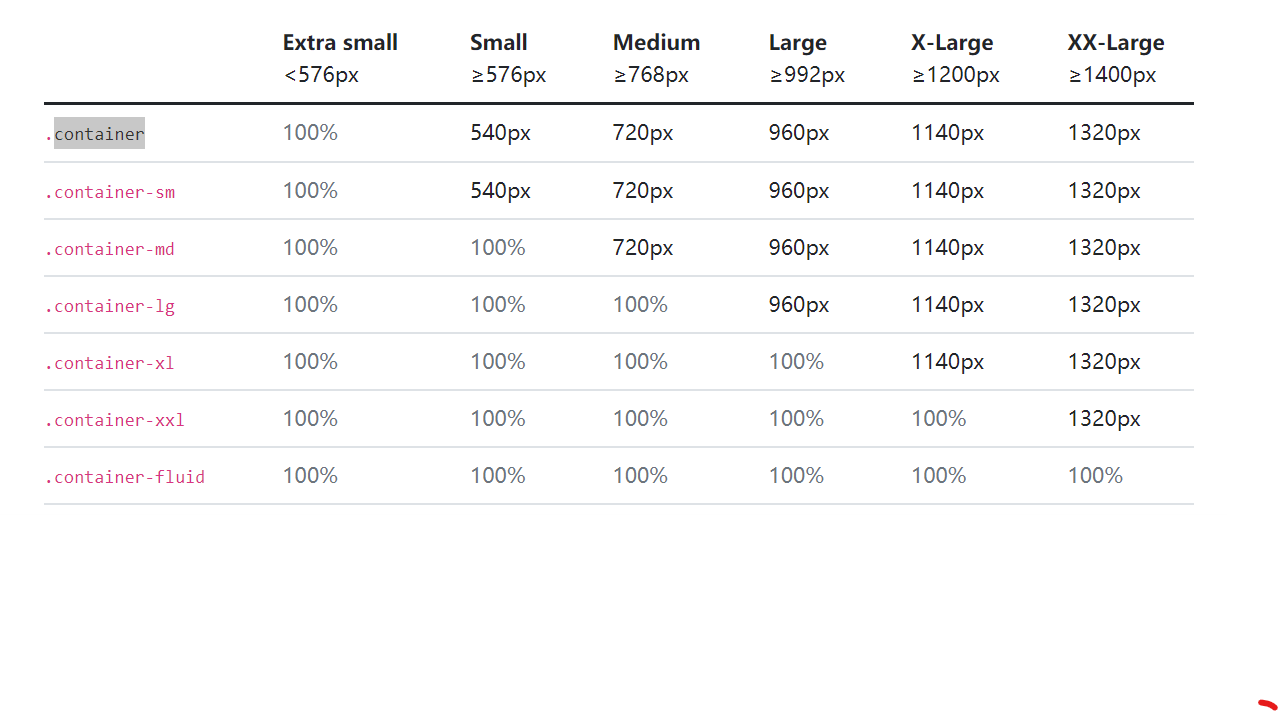 Extra small Small Medium Large X-Large XX-Large
<576px ≥576px ≥768px ≥992px ≥1200px ≥1400px
.container 100% 540px 720px 960px 1140px 1320px
.container-sm 100% 540px 720px 960px 1140px 1320px
.container-md 100% 100% 720px 960px 1140px 1320px
.container-lg 100% 100% 100% 960px 1140px 1320px
.container-xl 100% 100% 100% 100% 1140px 1320px
.container-xxl 100% 100% 100% 100% 100% 1320px
.container-fluid 100% 100% 100% 100% 100% 100%